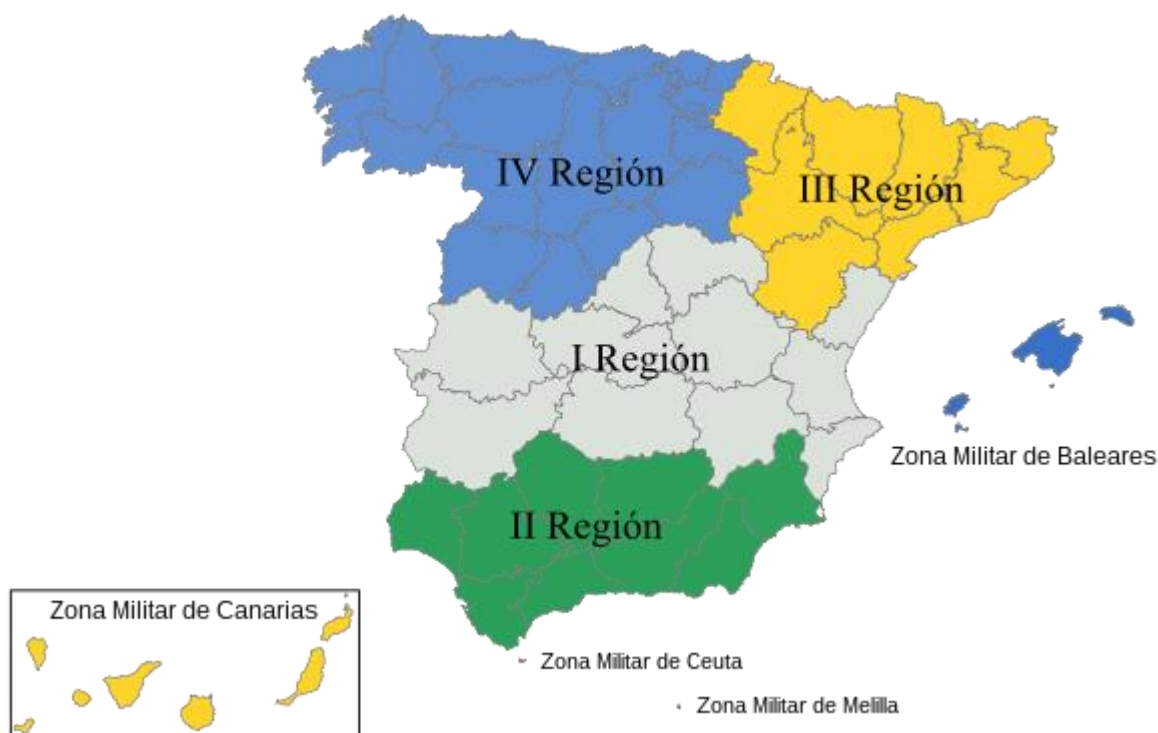 IV Región
III Región
I Región
Zona Militar de Baleares
II Región
Zona Militar de Canarias
Zona Militar de Ceuta
Zona Militar de Melilla